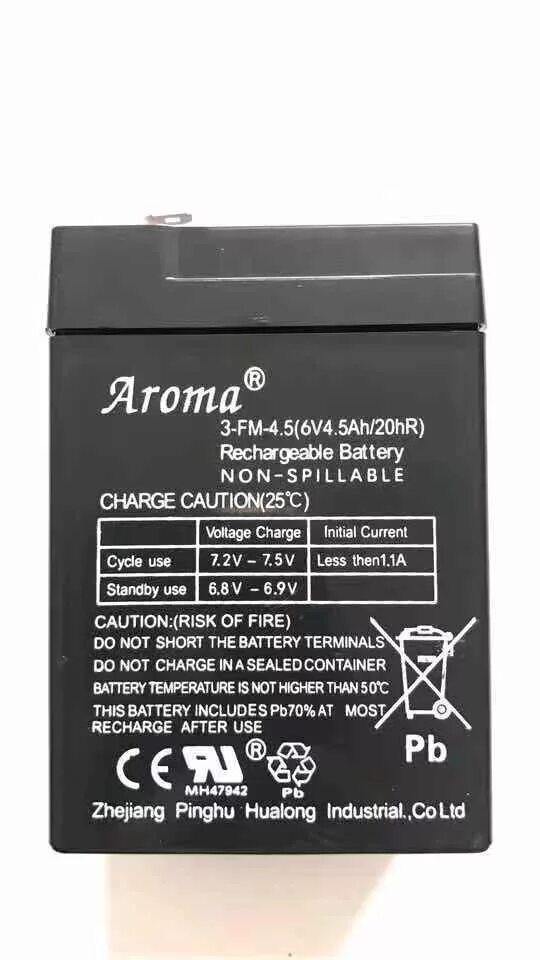 Aroma®
3-FM-4.5(6V4.5Ah/20hR)
Rechargeable Battery
NON-SPILLABLE
CHARGE CAUTION(25℃)
Voltage Charge Initial Current
Cycle use 7.2V - 7.5V Less then1.1A
Standby use 6.8V - 6.9V
CAUTION:(RISK OF FIRE)
DO NOT SHORT THE BATTERY TERMINALS
DO NOT CHARGE IN A SEALED CONTAINER
BATTERY TEMPERATURE IS NOT HIGHER THAN 50℃
THIS BATTERY INCLUDES Pb70% AT MOST
RECHARGE AFTER USE
Pb
CE RU®
MH47942 Pb
Zhejiang Pinghu Hualong Industrial.,Co Ltd